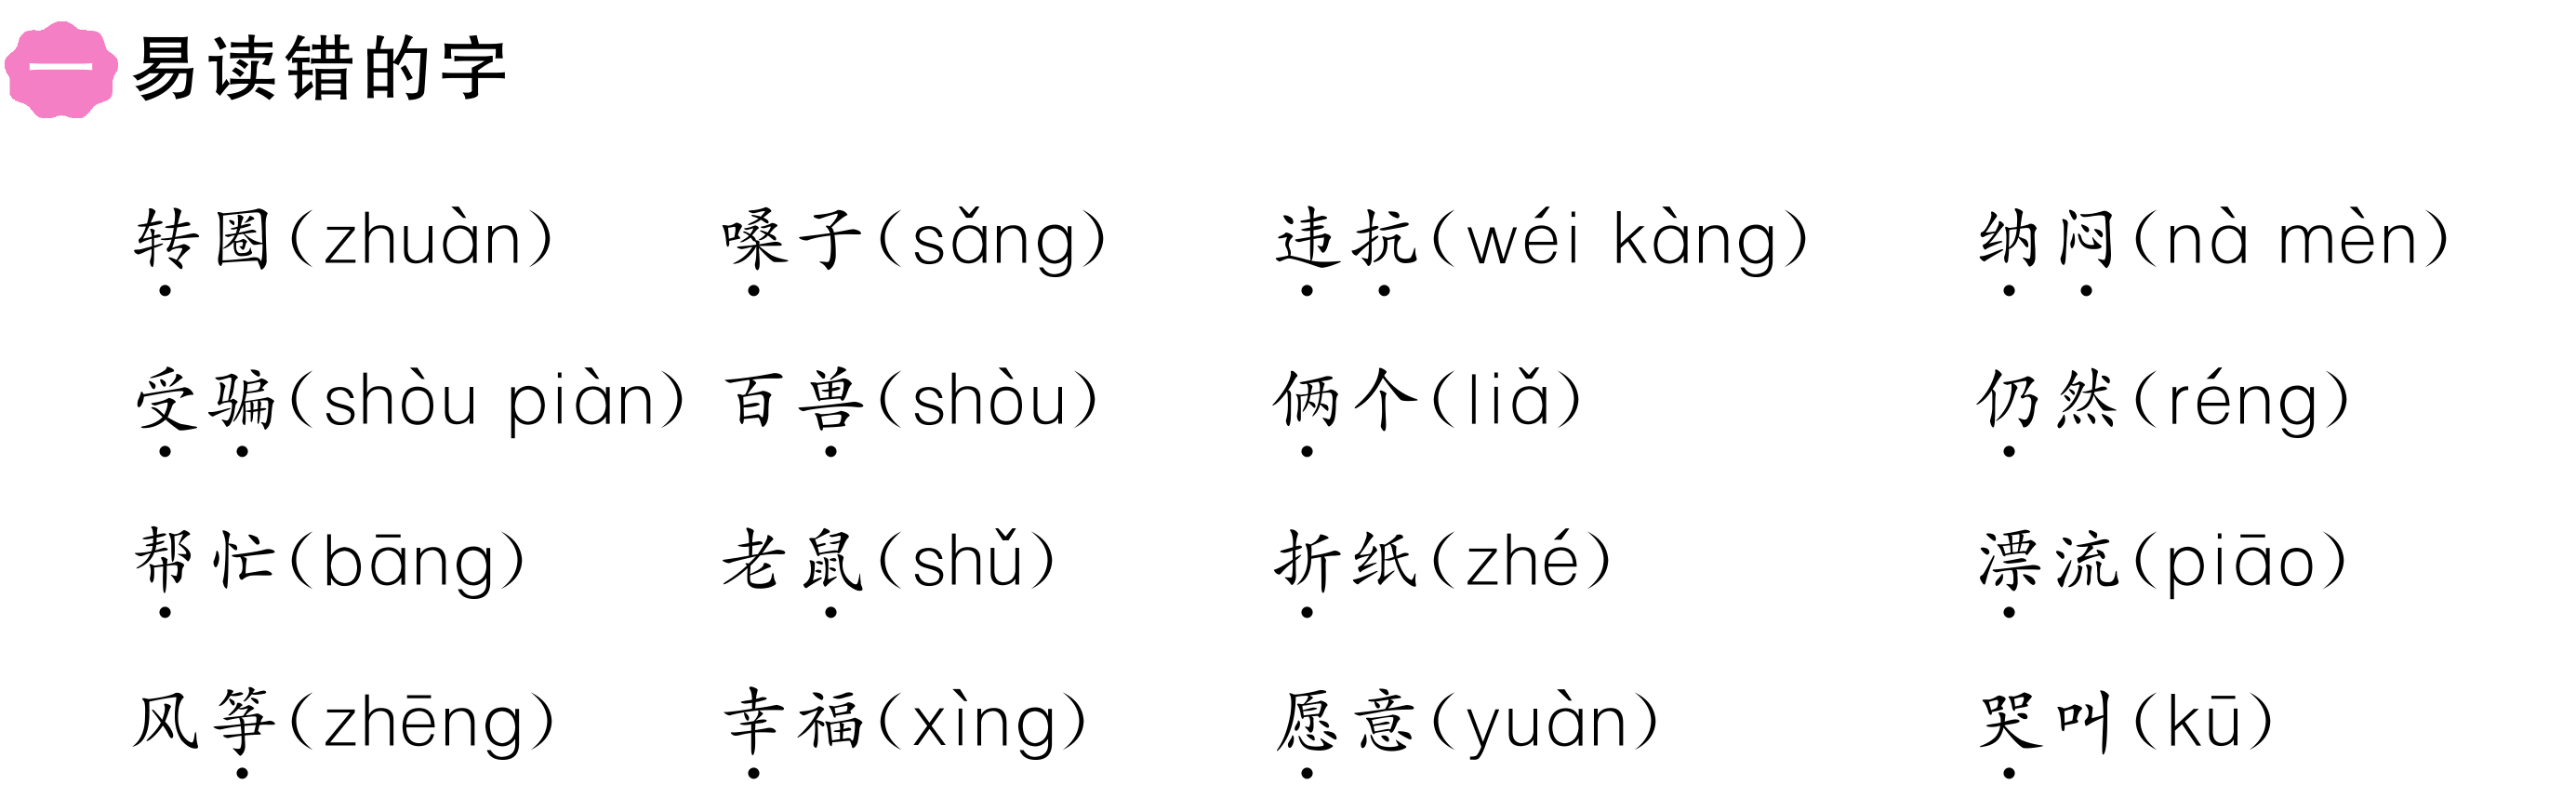 一 易读错的字
转圈(zhuàn) 嗓子(sǎng) 违抗(wéi kàng) 纳闷(nà mèn)
受骗(shòu piàn) 百兽(shòu) 俩个(liǎ) 仍然(réng)
帮忙(bāng) 老鼠(shǔ) 折纸(zhé) 漂流(piāo)
风筝(zhēng) 幸福(xìng) 愿意(yuàn) 哭叫(kū)